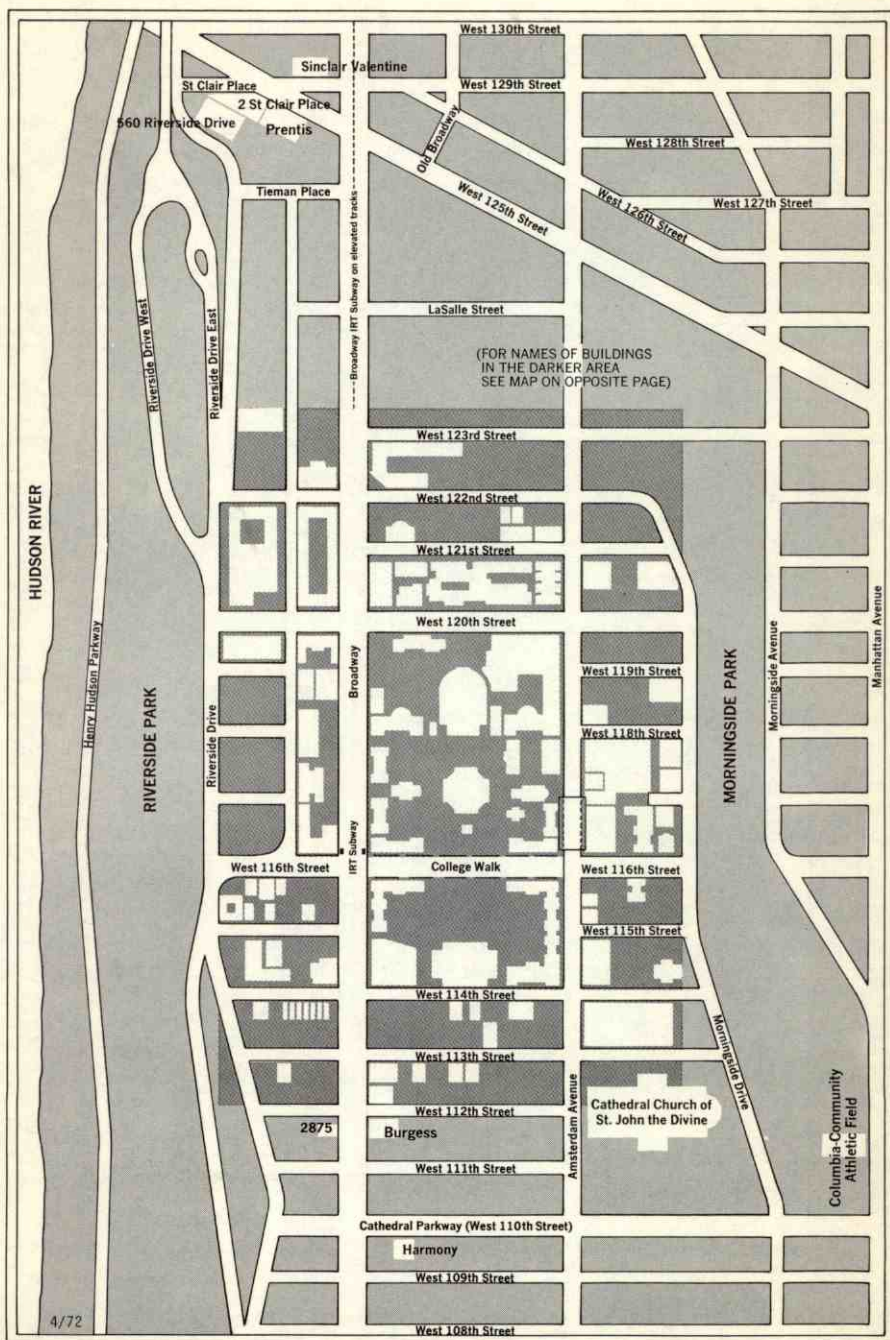 West 130th Street
Sinclair Valentine
St Clair Place
West 129th Street
2 St Clair Place
560 Riverside Drive
Prentis
Old Broadway
West 128th Street
Tieman Place
West 125th Street
West 126th Street
West 127th Street
Broadway IRT Subway on elevated tracks
Riverside Drive West
Riverside Drive East
LaSalle Street
(FOR NAMES OF BUILDINGS
IN THE DARKER AREA
SEE MAP ON OPPOSITE PAGE)
West 123rd Street
West 122nd Street
HUDSON RIVER
West 121st Street
West 120th Street
Henry Hudson Parkway
RIVERSIDE PARK
Riverside Drive
Broadway
West 119th Street
West 118th Street
MORNINGSIDE PARK
Morningside Avenue
Manhattan Avenue
IRT Subway
West 116th Street
College Walk
West 116th Street
West 115th Street
West 114th Street
Morningside Drive
West 113th Street
Amsterdam Avenue
West 112th Street
Cathedral Church of
St. John the Divine
Columbia-Community
Athletic Field
2875
Burgess
West 111th Street
Cathedral Parkway (West 110th Street)
Harmony
West 109th Street
4/72
West 108th Street